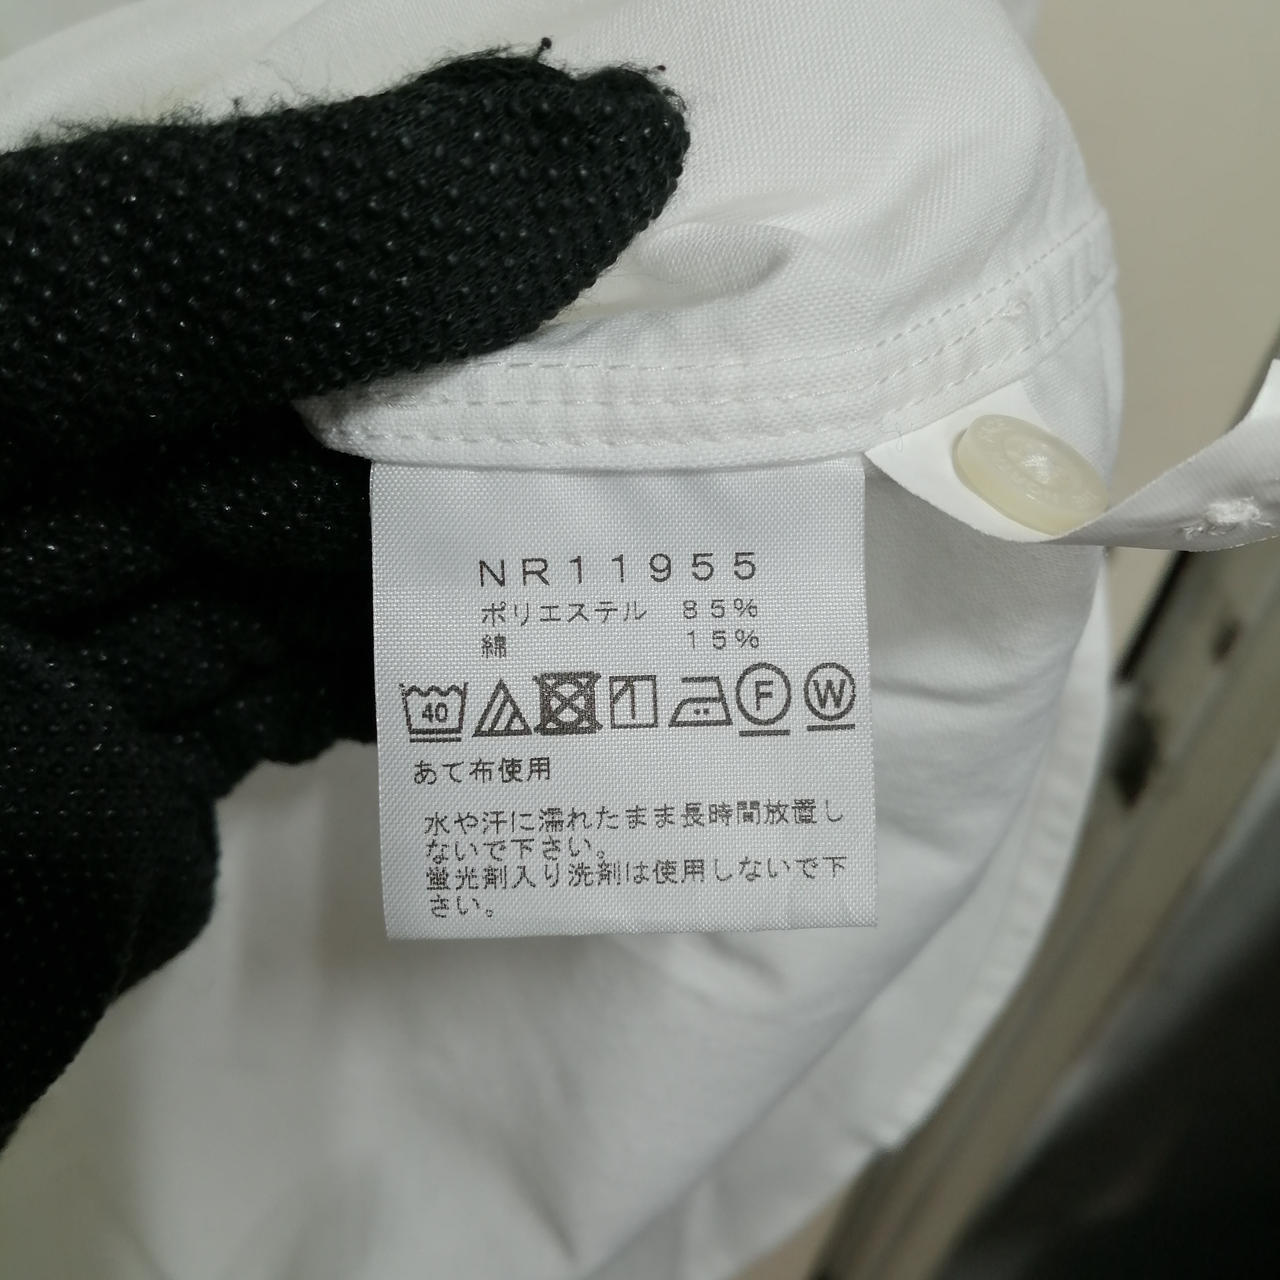 NR11955
ポリエステル 85%
綿 15%
40
F
W
あて布使用
水や汗に濡れたまま長時間放置し
ないで下さい。
蛍光剤入り洗剤は使用しないで下
さい。